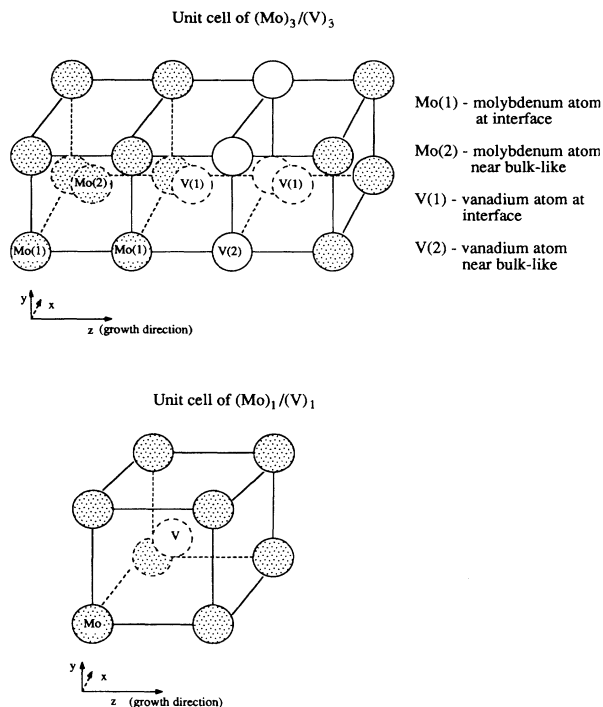 Unit cell of (Mo)3/(V)3
Mo(1) - molybdenum atom
at interface
Mo(2) - molybdenum atom
near bulk-like
V(1) - vanadium atom at
interface
V(2) - vanadium atom
near bulk-like
Mo(2)
V(1)
V(1)
Mo(1)
Mo(1)
V(2)
y
x
z (growth direction)
Unit cell of (Mo)1/(V)1
V
Mo
y
x
z (growth direction)